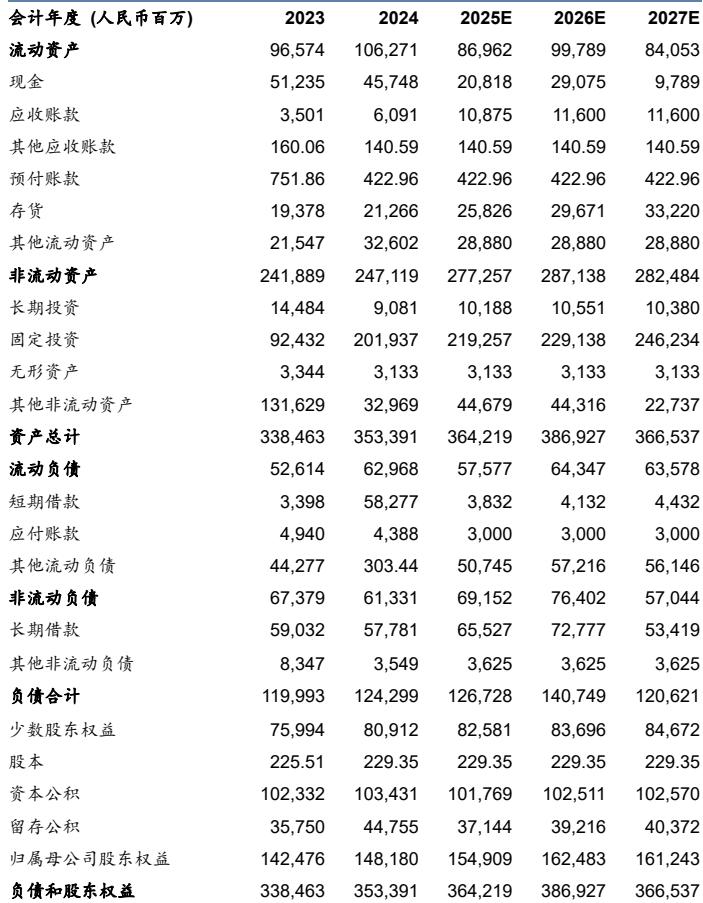 会计年度 (人民币百万) 2023 2024 2025E 2026E 2027E
流动资产 96,574 106,271 86,962 99,789 84,053
现金 51,235 45,748 20,818 29,075 9,789
应收账款 3,501 6,091 10,875 11,600 11,600
其他应收账款 160.06 140.59 140.59 140.59 140.59
预付账款 751.86 422.96 422.96 422.96 422.96
存货 19,378 21,266 25,826 29,671 33,220
其他流动资产 21,547 32,602 28,880 28,880 28,880
非流动资产 241,889 247,119 277,257 287,138 282,484
长期投资 14,484 9,081 10,188 10,551 10,380
固定投资 92,432 201,937 219,257 229,138 246,234
无形资产 3,344 3,133 3,133 3,133 3,133
其他非流动资产 131,629 32,969 44,679 44,316 22,737
资产总计 338,463 353,391 364,219 386,927 366,537
流动负债 52,614 62,968 57,577 64,347 63,578
短期借款 3,398 58,277 3,832 4,132 4,432
应付账款 4,940 4,388 3,000 3,000 3,000
其他流动负债 44,277 303.44 50,745 57,216 56,146
非流动负债 67,379 61,331 69,152 76,402 57,044
长期借款 59,032 57,781 65,527 72,777 53,419
其他非流动负债 8,347 3,549 3,625 3,625 3,625
负债合计 119,993 124,299 126,728 140,749 120,621
少数股东权益 75,994 80,912 82,581 83,696 84,672
股本 225.51 229.35 229.35 229.35 229.35
资本公积 102,332 103,431 101,769 102,511 102,570
留存公积 35,750 44,755 37,144 39,216 40,372
归属母公司股东权益 142,476 148,180 154,909 162,483 161,243
负债和股东权益 338,463 353,391 364,219 386,927 366,537